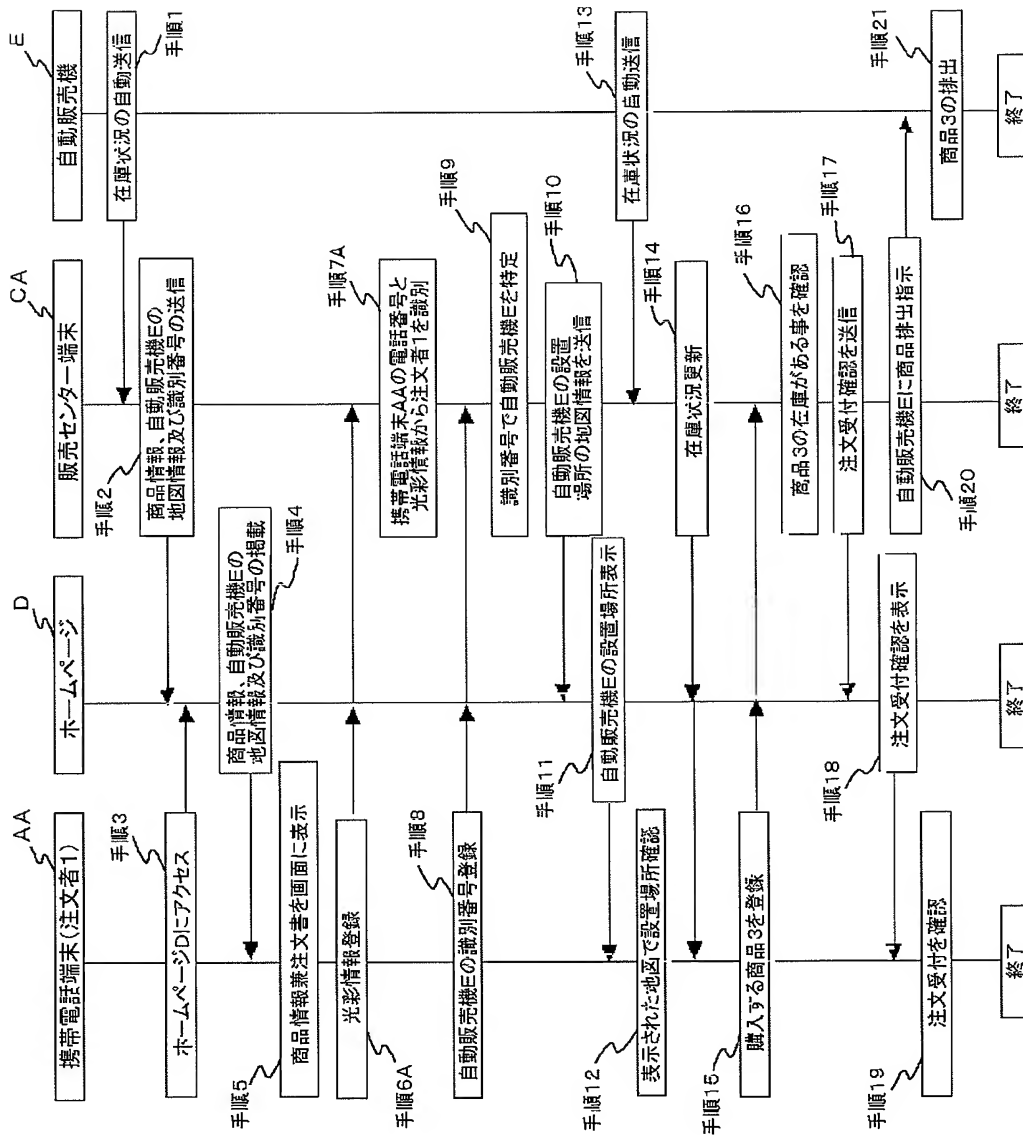 AA
携帯電話端末(注文者1)
D
ホームページ
CA
販売センター端末
E
自動販売機
手順1
在庫状況の自動送信
手順2
商品情報、自動販売機Eの
地図情報及び識別番号の送信
手順3
ホームページDにアクセス
手順4
商品情報、自動販売機Eの
地図情報及び識別番号の掲載
手順5
商品情報兼注文書を画面に表示
手順6A
光彩情報登録
手順7A
携帯電話端末AAの電話番号と
光彩情報から注文者1を識別
手順8
自動販売機Eの識別番号登録
手順9
識別番号で自動販売機Eを特定
手順10
自動販売機Eの設置
場所の地図情報を送信
手順11
自動販売機Eの設置場所表示
手順12
表示された地図で設置場所確認
手順13
在庫状況の自動送信
手順14
在庫状況更新
手順15
購入する商品3を登録
手順16
商品3の在庫がある事を確認
手順17
注文受付確認を送信
手順18
注文受付確認を表示
手順19
注文受付を確認
手順20
自動販売機Eに商品排出指示
手順21
商品3の排出
終了
終了
終了
終了